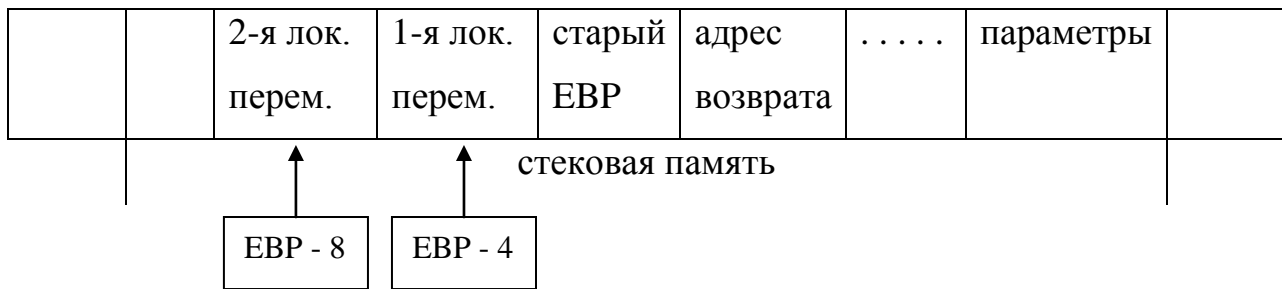 2-я лок. 1-я лок. старый адрес . . . . . параметры
перем. перем. EBP возврата
стековая память
EBP - 8 EBP - 4